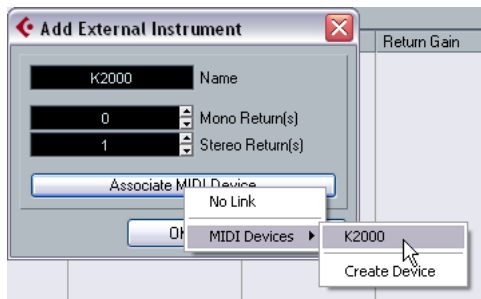 Add External Instrument
Return Gain
K2000 Name
0 Mono Return(s)
1 Stereo Return(s)
Associate MIDI Device
No Link
MIDI Devices
K2000
Create Device